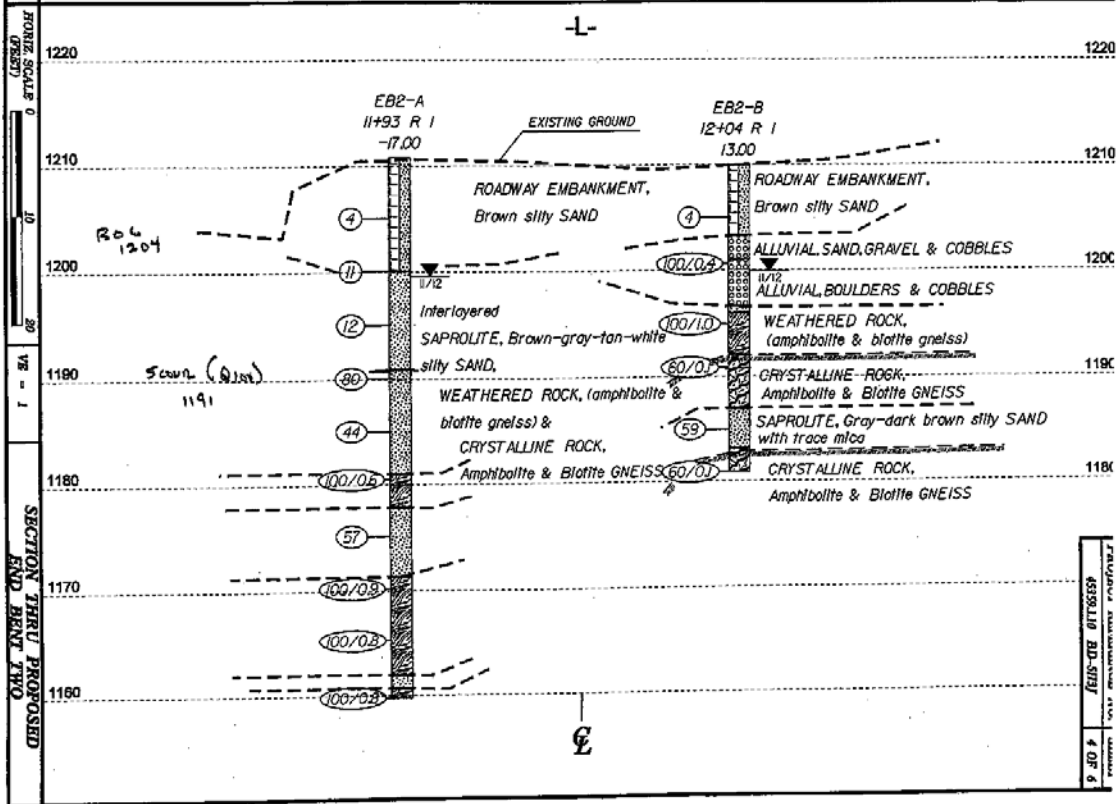 -L-
HORIZ. SCALE
(FEET)
0
10
20
VE = 1
SECTION THRU PROPOSED
END BENT TWO
1220
1220
1210
1210
1200
1200
1190
1190
1180
1180
1170
1160
EB2-A
11+93 R 1
-17.00
EXISTING GROUND
EB2-B
12+04 R 1
13.00
ROADWAY EMBANKMENT,
Brown silty SAND
ROADWAY EMBANKMENT,
Brown silty SAND
4
4
BOG
1204
11
11/12
100/0.4
11/12
ALLUVIAL, SAND, GRAVEL & COBBLES
ALLUVIAL, BOULDERS & COBBLES
Interlayered
SAPROLITE, Brown-gray-tan-white
silty SAND,
WEATHERED ROCK, (amphibolite &
biotite gneiss) &
CRYSTALLINE ROCK,
Amphibolite & Biotite GNEISS
12
80
44
100/0.6
57
100/0.9
100/0.8
100/0.8
Scour (Q100)
1191
100/1.0
60/0.1
59
60/0.1
WEATHERED ROCK,
(amphibolite & biotite gneiss)
CRYSTALLINE ROCK,
Amphibolite & Biotite GNEISS
SAPROLITE, Gray-dark brown silty SAND
with trace mica
CRYSTALLINE ROCK,
Amphibolite & Biotite GNEISS
CL
45359.1.10 BD-5113J
4 OF 6